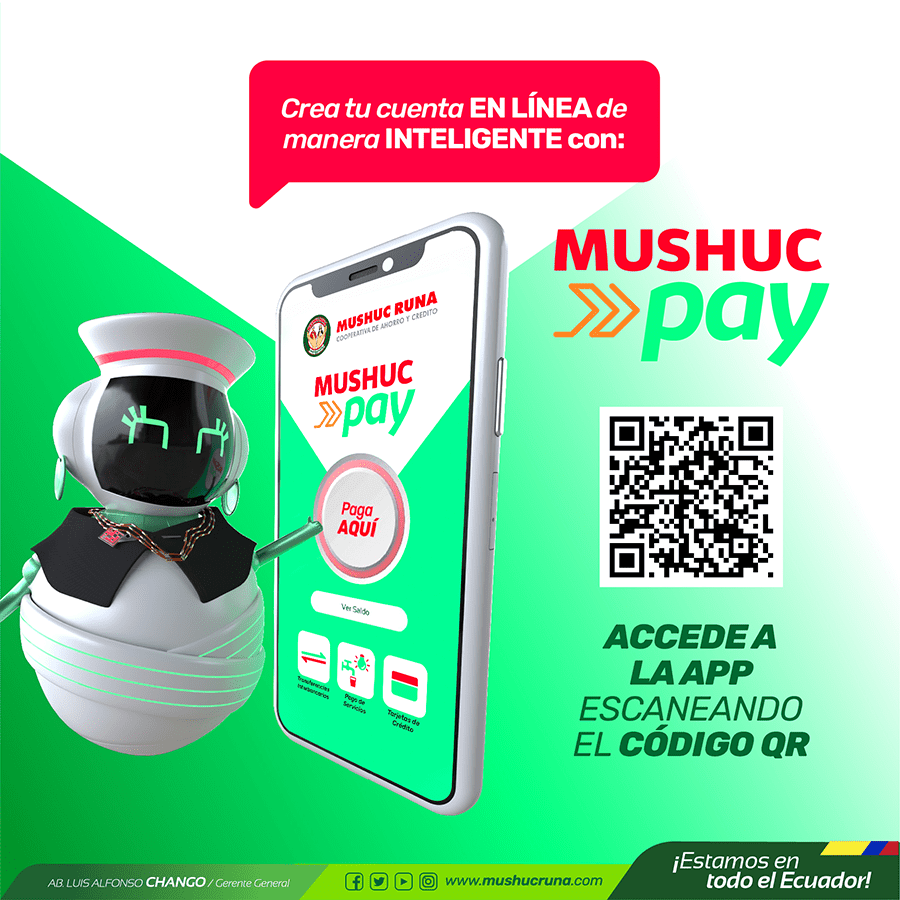 Crea tu cuenta EN LÍNEA de
manera INTELIGENTE con:
MUSHUC
pay
MUSHUC RUNA
COOPERATIVA DE AHORRO Y CRÉDITO
MUSHUC
pay
Paga
AQUÍ
Ver Saldo
Transferencias
Interbancarias
Pago de
Servicios
Tarjetas de
Crédito
ACCEDE A
LA APP
ESCANEANDO
EL CÓDIGO QR
AB. LUIS ALFONSO CHANGO / Gerente General
www.mushucruna.com
¡Estamos en
todo el Ecuador!